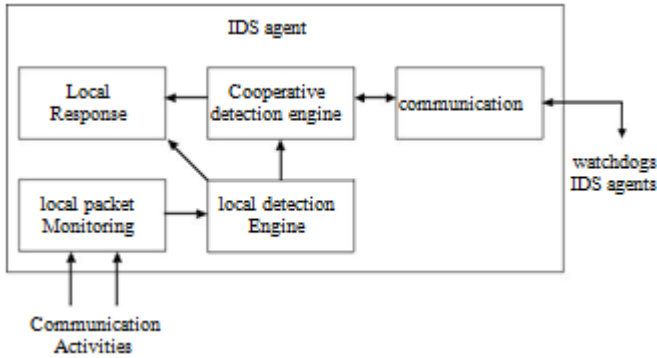 IDS agent
Local
Response
Cooperative
detection engine
communication
watchdogs
IDS agents
local packet
Monitoring
local detection
Engine
Communication
Activities